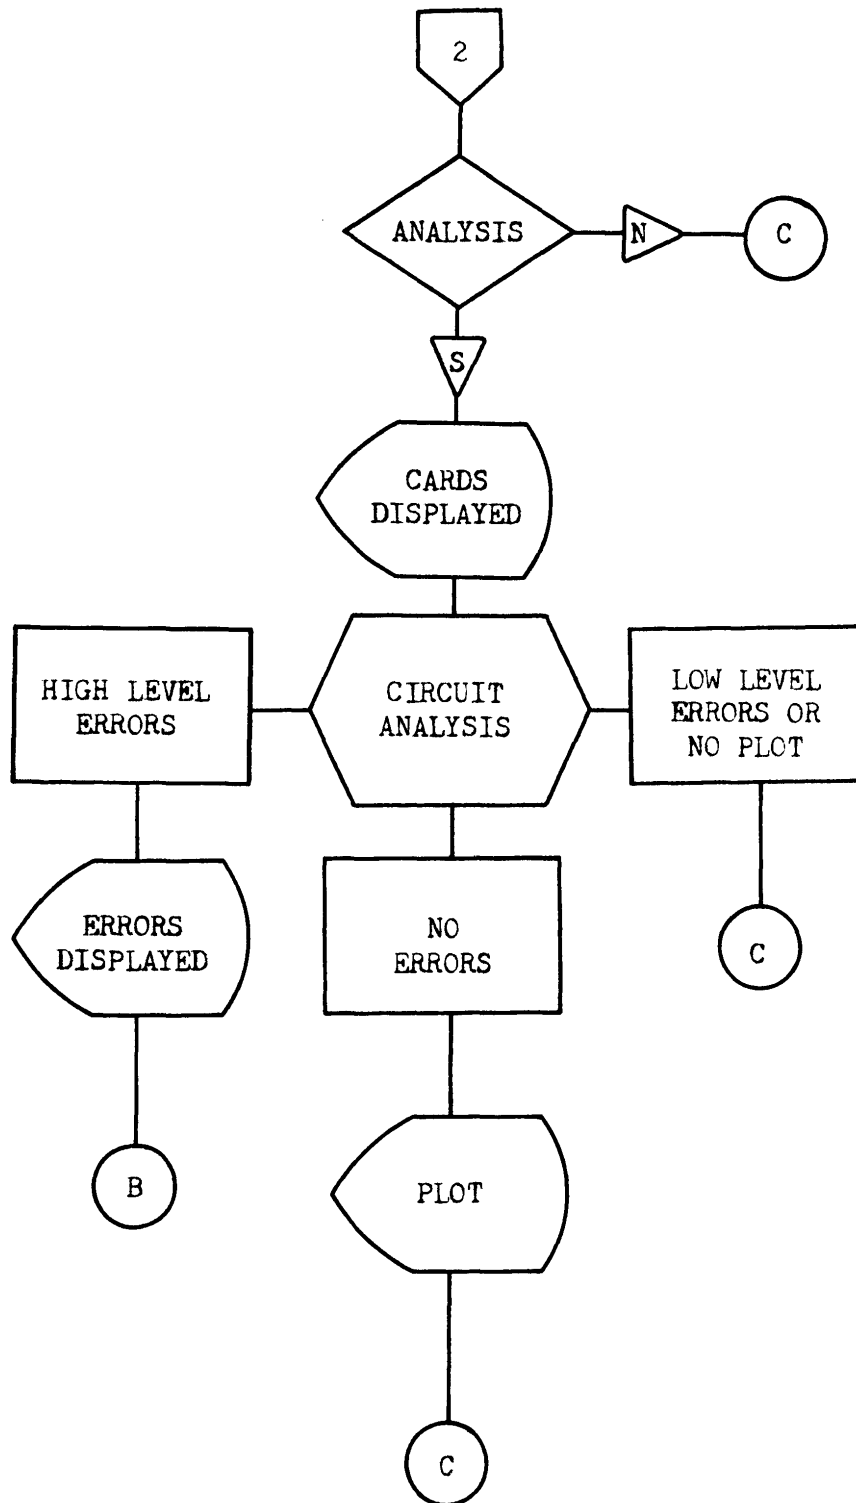 2
ANALYSIS
N
C
S
CARDS
DISPLAYED
HIGH LEVEL
ERRORS
CIRCUIT
ANALYSIS
LOW LEVEL
ERRORS OR
NO PLOT
ERRORS
DISPLAYED
NO
ERRORS
C
B
PLOT
C